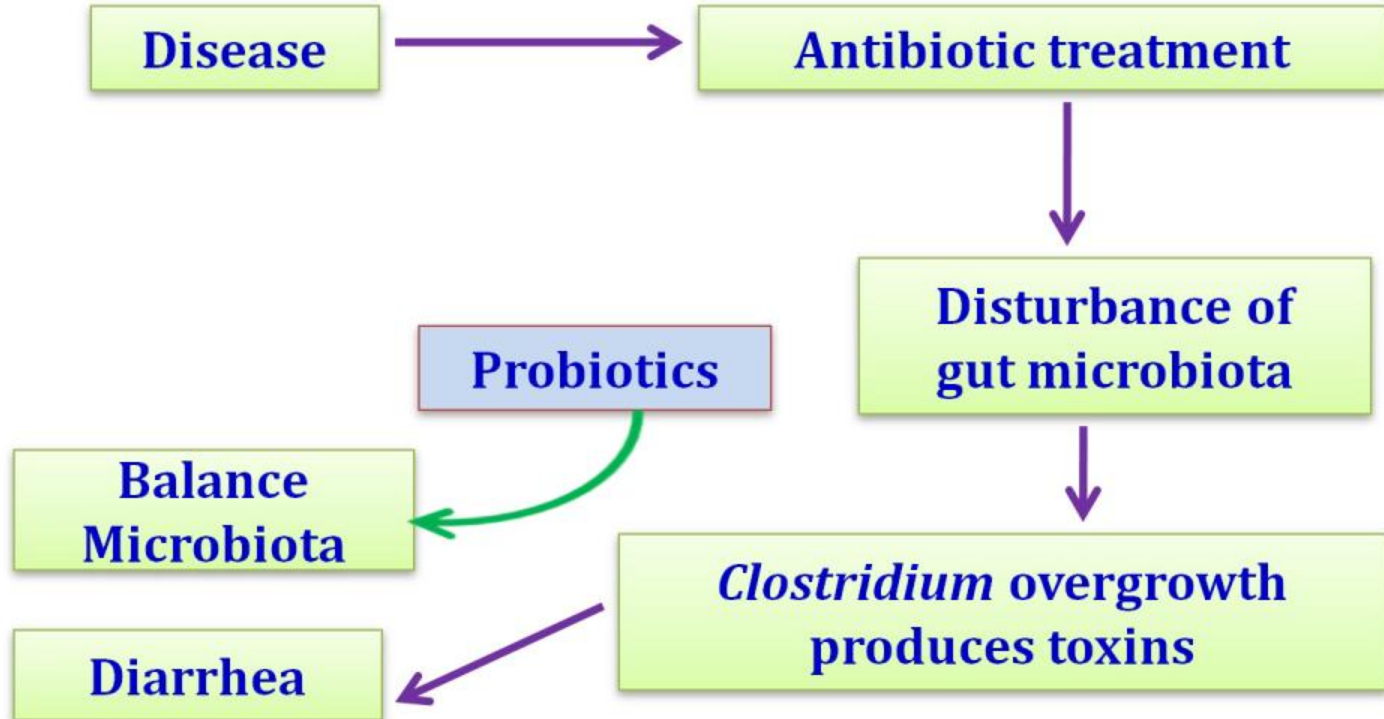 Disease
Antibiotic treatment
Disturbance of
gut microbiota
Probiotics
Balance
Microbiota
Clostridium overgrowth
produces toxins
Diarrhea